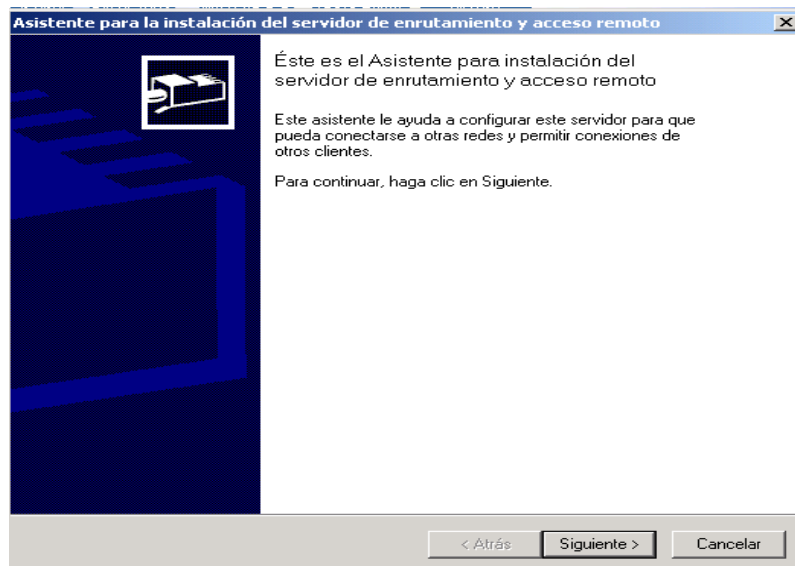 Asistente para la instalación del servidor de enrutamiento y acceso remoto
Éste es el Asistente para instalación del
servidor de enrutamiento y acceso remoto
Este asistente le ayuda a configurar este servidor para que
pueda conectarse a otras redes y permitir conexiones de
otros clientes.
Para continuar, haga clic en Siguiente.
< Atrás
Siguiente >
Cancelar